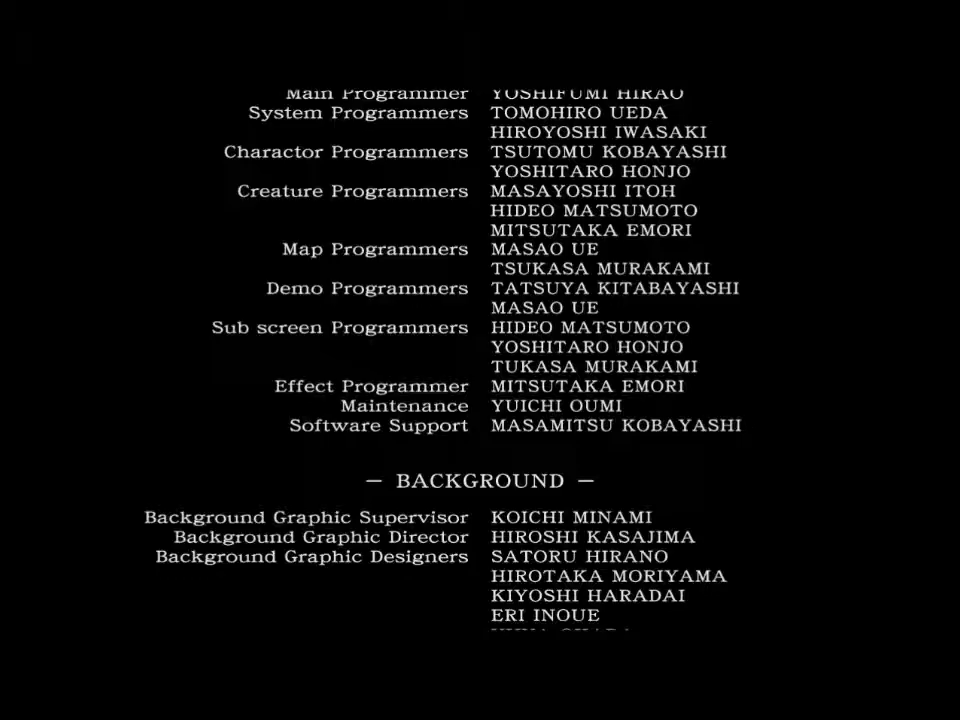 Main Programmer YOSHIFUMI HIRAO
System Programmers TOMOHIRO UEDA
HIROYOSHI IWASAKI
Charactor Programmers TSUTOMU KOBAYASHI
YOSHITARO HONJO
Creature Programmers MASAYOSHI ITOH
HIDEO MATSUMOTO
MITSUTAKA EMORI
Map Programmers MASAO UE
TSUKASA MURAKAMI
Demo Programmers TATSUYA KITABAYASHI
MASAO UE
Sub screen Programmers HIDEO MATSUMOTO
YOSHITARO HONJO
TUKASA MURAKAMI
Effect Programmer MITSUTAKA EMORI
Maintenance YUICHI OUMI
Software Support MASAMITSU KOBAYASHI
— BACKGROUND —
Background Graphic Supervisor KOICHI MINAMI
Background Graphic Director HIROSHI KASAJIMA
Background Graphic Designers SATORU HIRANO
HIROTAKA MORIYAMA
KIYOSHI HARADAI
ERI INOUE